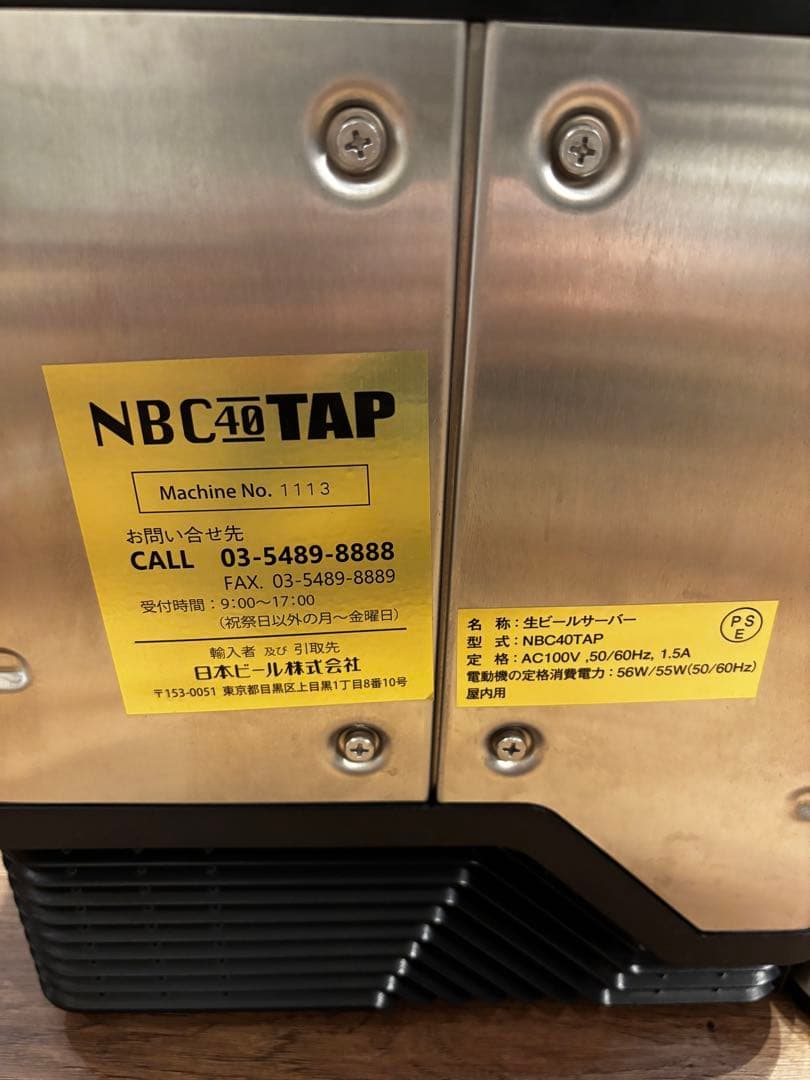 NBC40TAP
Machine No. 1113
お問い合せ先
CALL 03-5489-8888
FAX. 03-5489-8889
受付時間：9:00〜17:00
（祝祭日以外の月〜金曜日）
輸入者 及び 引取先
日本ビール株式会社
〒153-0051 東京都目黒区上目黒1丁目8番10号
名 称：生ビールサーバー
型 式：NBC40TAP
定 格：AC100V ,50/60Hz, 1.5A
電動機の定格消費電力：56W/55W(50/60Hz)
屋内用
PS
E